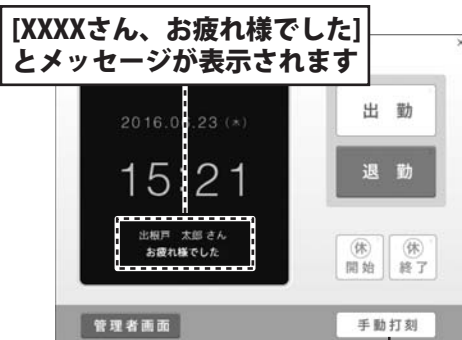 [XXXXさん、お疲れ様でした]
とメッセージが表示されます
×
2016.06.23 (木)
15:21
出根戸 太郎 さん
お疲れ様でした
出 勤
退 勤
休 開始
休 終了
管理者画面
手動打刻